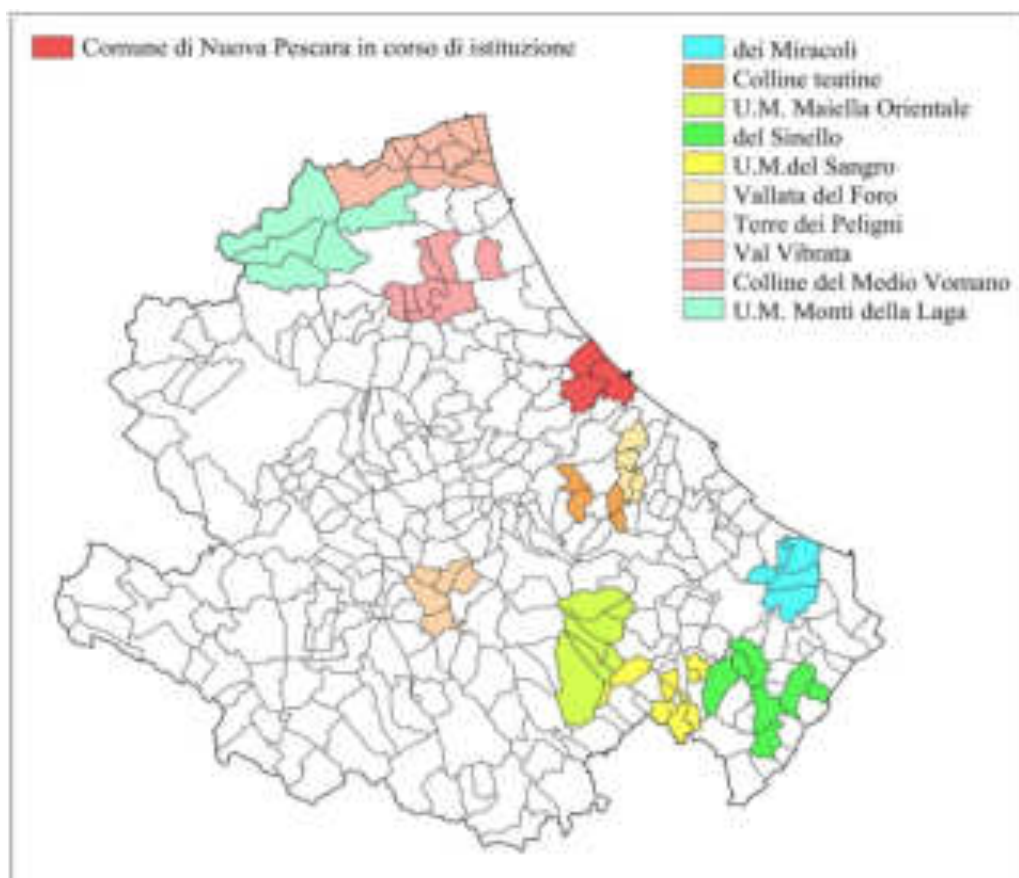 Comune di Nuova Pescara in corso di istituzione
dei Miracoli
Colline teatine
U.M. Maiella Orientale
del Sinello
U.M.del Sangro
Vallata del Foro
Terre dei Peligni
Val Vibrata
Colline del Medio Vomano
U.M. Monti della Laga